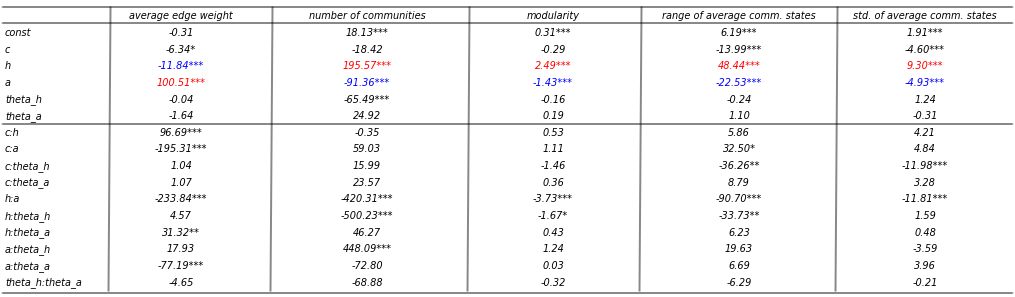 average edge weight number of communities modularity range of average comm. states std. of average comm. states
const -0.31 18.13*** 0.31*** 6.19*** 1.91***
c -6.34* -18.42 -0.29 -13.99*** -4.60***
h -11.84*** 195.57*** 2.49*** 48.44*** 9.30***
a 100.51*** -91.36*** -1.43*** -22.53*** -4.93***
theta_h -0.04 -65.49*** -0.16 -0.24 1.24
theta_a -1.64 24.92 0.19 1.10 -0.31
c:h 96.69*** -0.35 0.53 5.86 4.21
c:a -195.31*** 59.03 1.11 32.50* 4.84
c:theta_h 1.04 15.99 -1.46 -36.26** -11.98***
c:theta_a 1.07 23.57 0.36 8.79 3.28
h:a -233.84*** -420.31*** -3.73*** -90.70*** -11.81***
h:theta_h 4.57 -500.23*** -1.67* -33.73** 1.59
h:theta_a 31.32** 46.27 0.43 6.23 0.48
a:theta_h 17.93 448.09*** 1.24 19.63 -3.59
a:theta_a -77.19*** -72.80 0.03 6.69 3.96
theta_h:theta_a -4.65 -68.88 -0.32 -6.29 -0.21